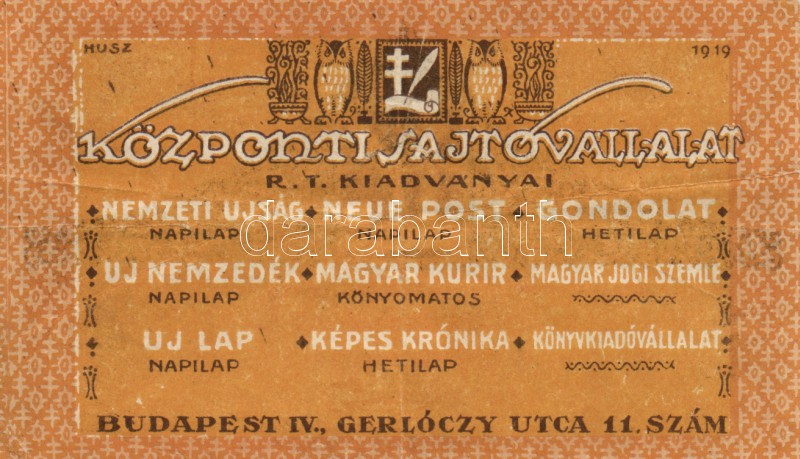 HUSZ 1919
KÖZPONTI SAJTÓVÁLLALAT
R.T. KIADVÁNYAI
NEMZETI UJSÁG NEUE POST GONDOLAT
NAPILAP NAPILAP HETILAP
darabanth
UJ NEMZEDÉK MAGYAR KURIR MAGYAR JOGI SZEMLE
NAPILAP KŐNYOMATOS
UJ LAP KÉPES KRÓNIKA KÖNYVKIADÓVÁLLALAT
NAPILAP HETILAP
BUDAPEST IV., GERLÓCZY UTCA 11. SZÁM